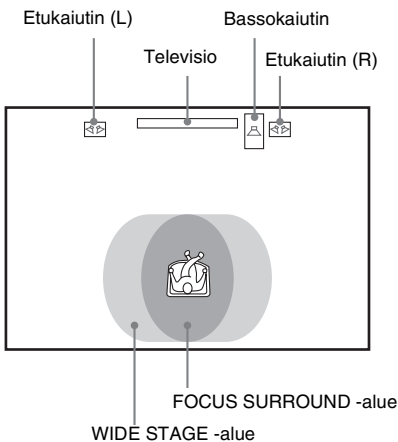 Etukaiutin (L)
Bassokaiutin
Televisio
Etukaiutin (R)
FOCUS SURROUND -alue
WIDE STAGE -alue